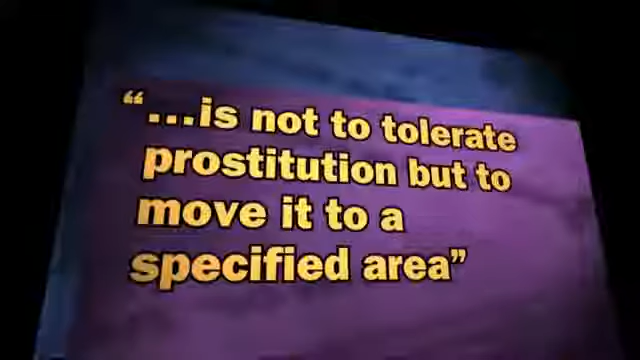 “...is not to tolerate
prostitution but to
move it to a
specified area”